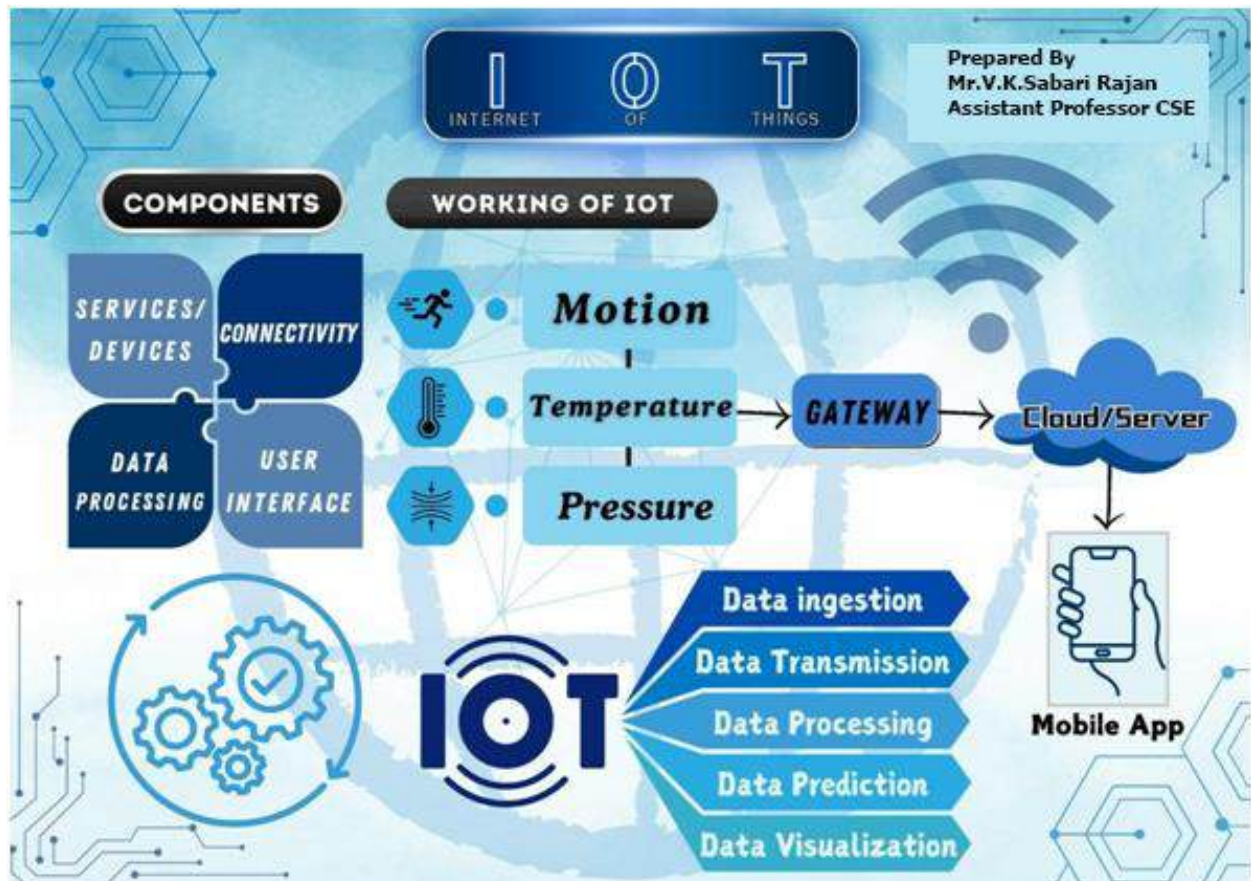 I O T
INTERNET OF THINGS
Prepared By
Mr.V.K.Sabari Rajan
Assistant Professor CSE
COMPONENTS
SERVICES/
DEVICES
CONNECTIVITY
DATA
PROCESSING
USER
INTERFACE
WORKING OF IOT
Motion
Temperature
Pressure
GATEWAY
Cloud/Server
Mobile App
IOT
Data ingestion
Data Transmission
Data Processing
Data Prediction
Data Visualization